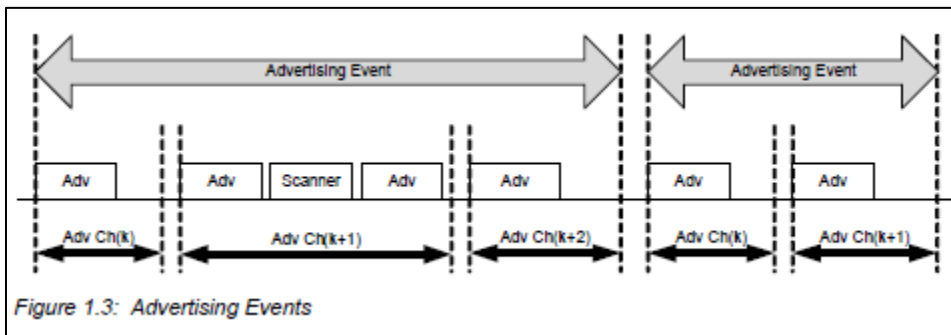 Advertising Event
Advertising Event
Adv
Adv
Scanner
Adv
Adv
Adv
Adv
Adv Ch(k)
Adv Ch(k+1)
Adv Ch(k+2)
Adv Ch(k)
Adv Ch(k+1)
Figure 1.3: Advertising Events